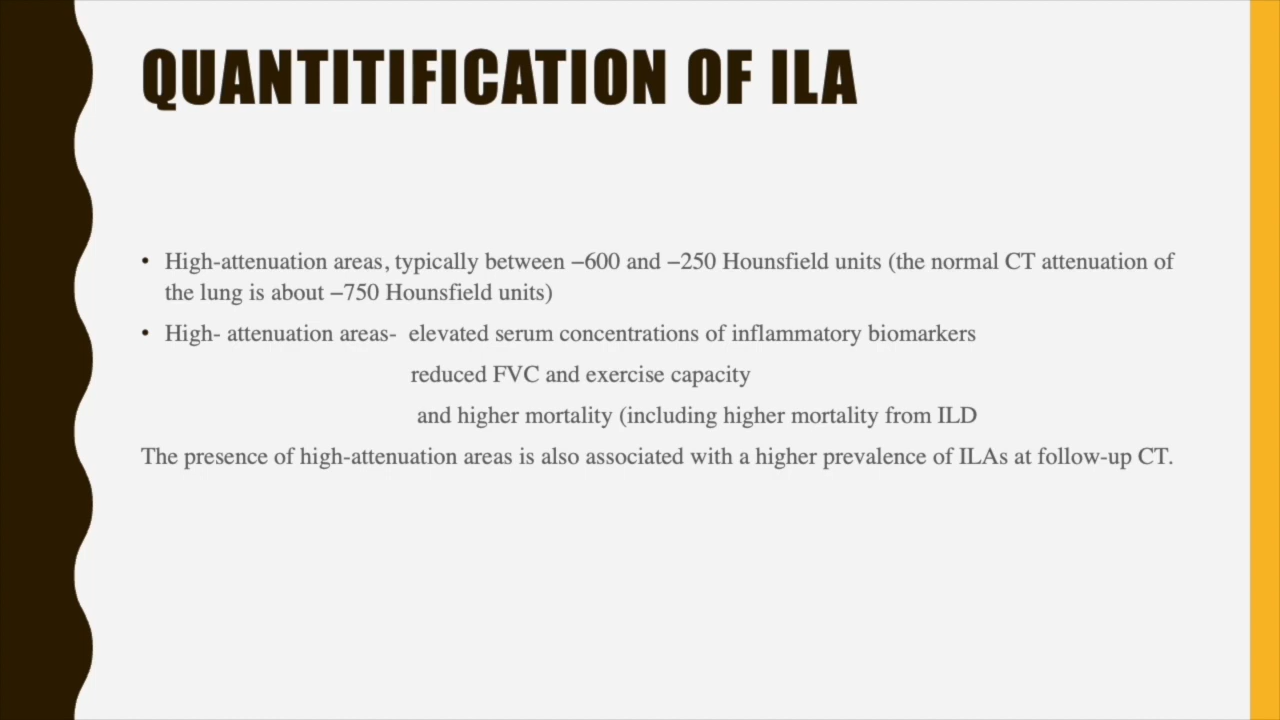 QUANTITIFICATION OF ILA
• High-attenuation areas, typically between −600 and −250 Hounsfield units (the normal CT attenuation of
the lung is about −750 Hounsfield units)
• High- attenuation areas- elevated serum concentrations of inflammatory biomarkers
reduced FVC and exercise capacity
and higher mortality (including higher mortality from ILD
The presence of high-attenuation areas is also associated with a higher prevalence of ILAs at follow-up CT.